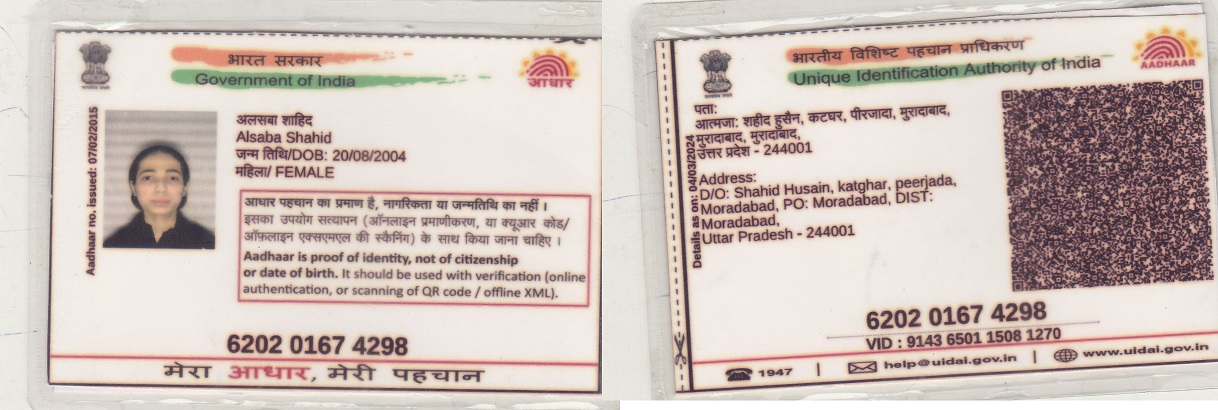 भारत सरकार
Government of India
आधार
Aadhaar no. issued: 07/02/2015
अलसबा शाहिद
Alsaba Shahid
जन्म तिथि/DOB: 20/08/2004
महिला/ FEMALE
आधार पहचान का प्रमाण है, नागरिकता या जन्मतिथि का नहीं ।
इसका उपयोग सत्यापन (ऑनलाइन प्रमाणीकरण, या क्यूआर कोड/
ऑफ़लाइन एक्सएमएल की स्कैनिंग) के साथ किया जाना चाहिए ।
Aadhaar is proof of identity, not of citizenship
or date of birth. It should be used with verification (online
authentication, or scanning of QR code / offline XML).
6202 0167 4298
मेरा आधार, मेरी पहचान
भारतीय विशिष्ट पहचान प्राधिकरण
Unique Identification Authority of India
AADHAAR
Details as on: 04/03/2024
पता:
आत्मजा: शहीद हुसैन, कटघर, पीरजादा, मुरादाबाद,
मुरादाबाद, मुरादाबाद,
उत्तर प्रदेश - 244001
Address:
D/O: Shahid Husain, katghar, peerjada,
Moradabad, PO: Moradabad, DIST:
Moradabad,
Uttar Pradesh - 244001
6202 0167 4298
VID : 9143 6501 1508 1270
1947
help@uidai.gov.in
www.uidai.gov.in